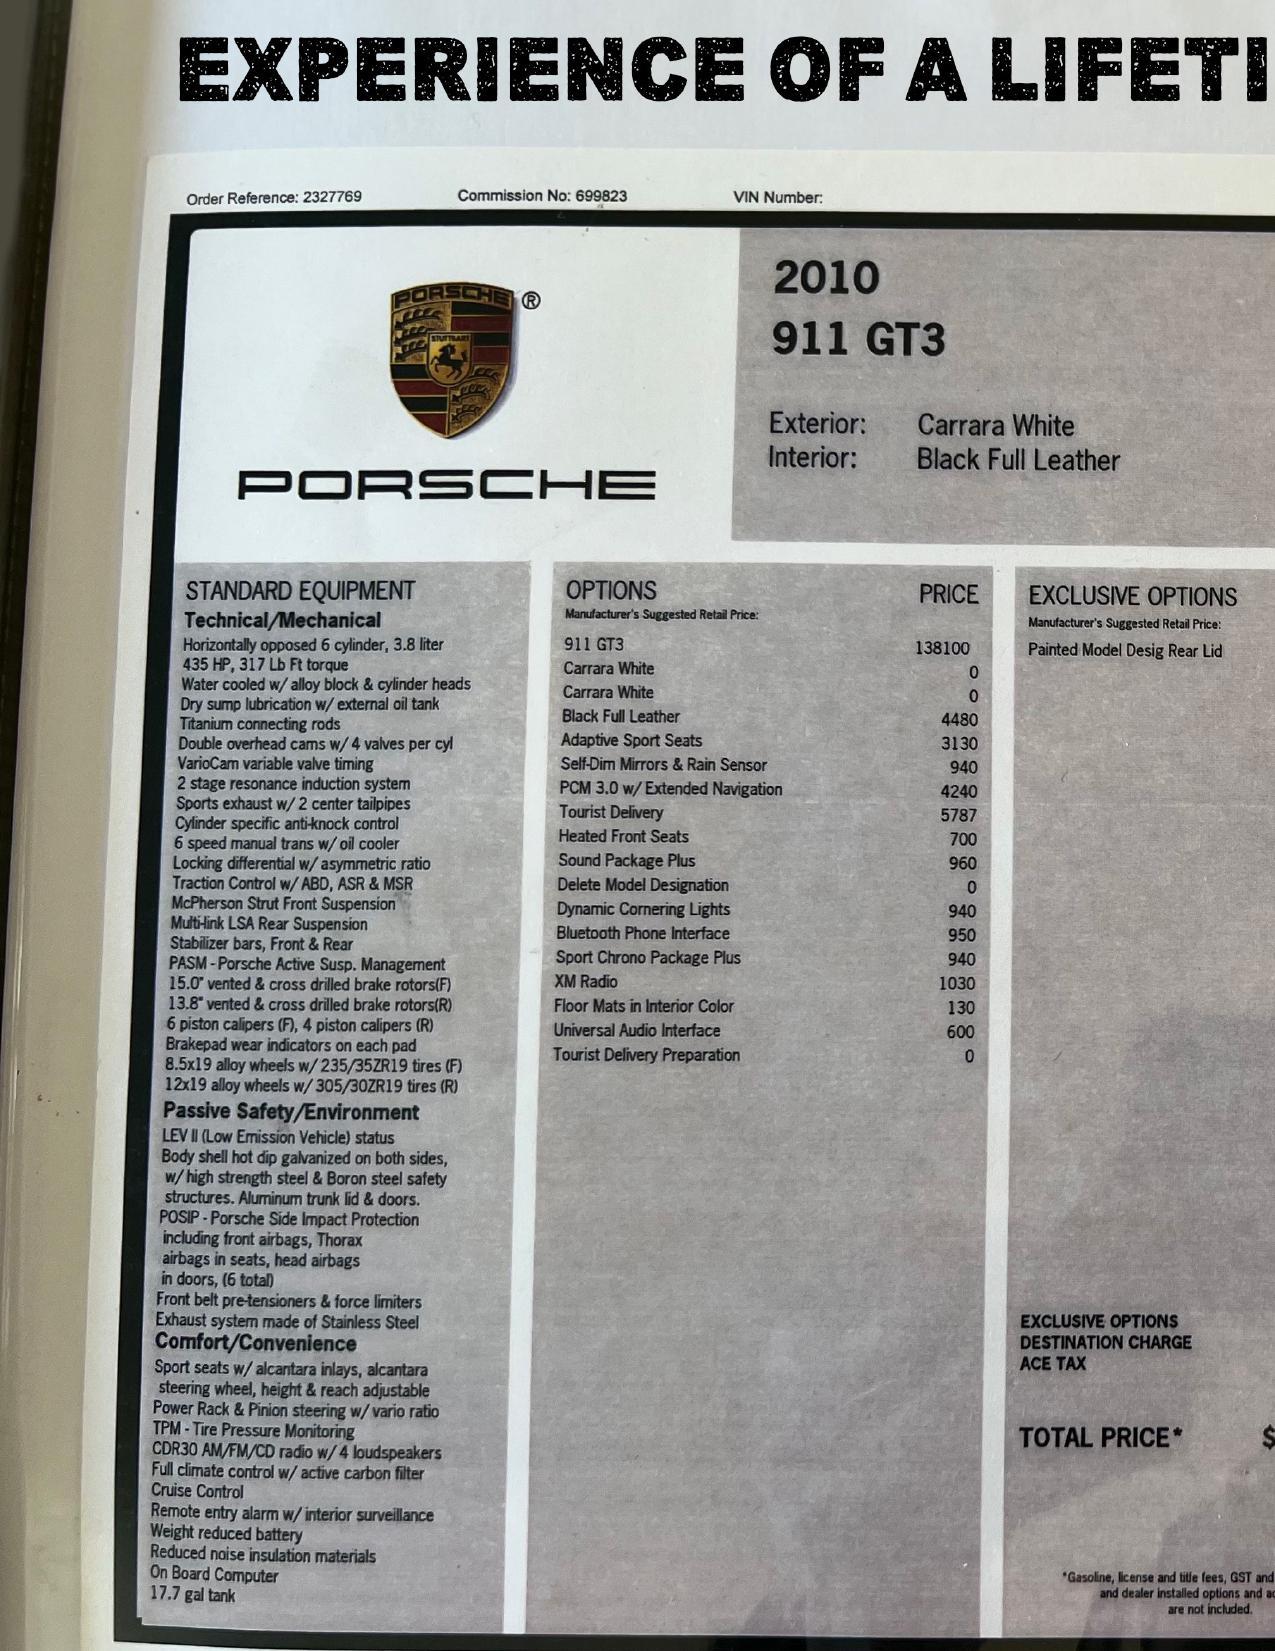 EXPERIENCE OF A LIFETI
Order Reference: 2327769 Commission No: 699823 VIN Number:
PORSCHE ®
STUTTGART
PORSCHE
2010
911 GT3
Exterior: Carrara White
Interior: Black Full Leather
STANDARD EQUIPMENT
Technical/Mechanical
Horizontally opposed 6 cylinder, 3.8 liter
435 HP, 317 Lb Ft torque
Water cooled w/ alloy block & cylinder heads
Dry sump lubrication w/ external oil tank
Titanium connecting rods
Double overhead cams w/ 4 valves per cyl
VarioCam variable valve timing
2 stage resonance induction system
Sports exhaust w/ 2 center tailpipes
Cylinder specific anti-knock control
6 speed manual trans w/ oil cooler
Locking differential w/ asymmetric ratio
Traction Control w/ ABD, ASR & MSR
McPherson Strut Front Suspension
Multi-link LSA Rear Suspension
Stabilizer bars, Front & Rear
PASM - Porsche Active Susp. Management
15.0" vented & cross drilled brake rotors(F)
13.8" vented & cross drilled brake rotors(R)
6 piston calipers (F), 4 piston calipers (R)
Brakepad wear indicators on each pad
8.5x19 alloy wheels w/ 235/35ZR19 tires (F)
12x19 alloy wheels w/ 305/30ZR19 tires (R)
Passive Safety/Environment
LEV II (Low Emission Vehicle) status
Body shell hot dip galvanized on both sides,
w/ high strength steel & Boron steel safety
structures. Aluminum trunk lid & doors.
POSIP - Porsche Side Impact Protection
including front airbags, Thorax
airbags in seats, head airbags
in doors, (6 total)
Front belt pre-tensioners & force limiters
Exhaust system made of Stainless Steel
Comfort/Convenience
Sport seats w/ alcantara inlays, alcantara
steering wheel, height & reach adjustable
Power Rack & Pinion steering w/ vario ratio
TPM - Tire Pressure Monitoring
CDR30 AM/FM/CD radio w/ 4 loudspeakers
Full climate control w/ active carbon filter
Cruise Control
Remote entry alarm w/ interior surveillance
Weight reduced battery
Reduced noise insulation materials
On Board Computer
17.7 gal tank
OPTIONS PRICE
Manufacturer's Suggested Retail Price:
911 GT3 138100
Carrara White 0
Carrara White 0
Black Full Leather 4480
Adaptive Sport Seats 3130
Self-Dim Mirrors & Rain Sensor 940
PCM 3.0 w/ Extended Navigation 4240
Tourist Delivery 5787
Heated Front Seats 700
Sound Package Plus 960
Delete Model Designation 0
Dynamic Cornering Lights 940
Bluetooth Phone Interface 950
Sport Chrono Package Plus 940
XM Radio 1030
Floor Mats in Interior Color 130
Universal Audio Interface 600
Tourist Delivery Preparation 0
EXCLUSIVE OPTIONS
Manufacturer's Suggested Retail Price:
Painted Model Desig Rear Lid
EXCLUSIVE OPTIONS
DESTINATION CHARGE
ACE TAX
TOTAL PRICE* $
*Gasoline, license and title fees, GST and
and dealer installed options and ac
are not included.